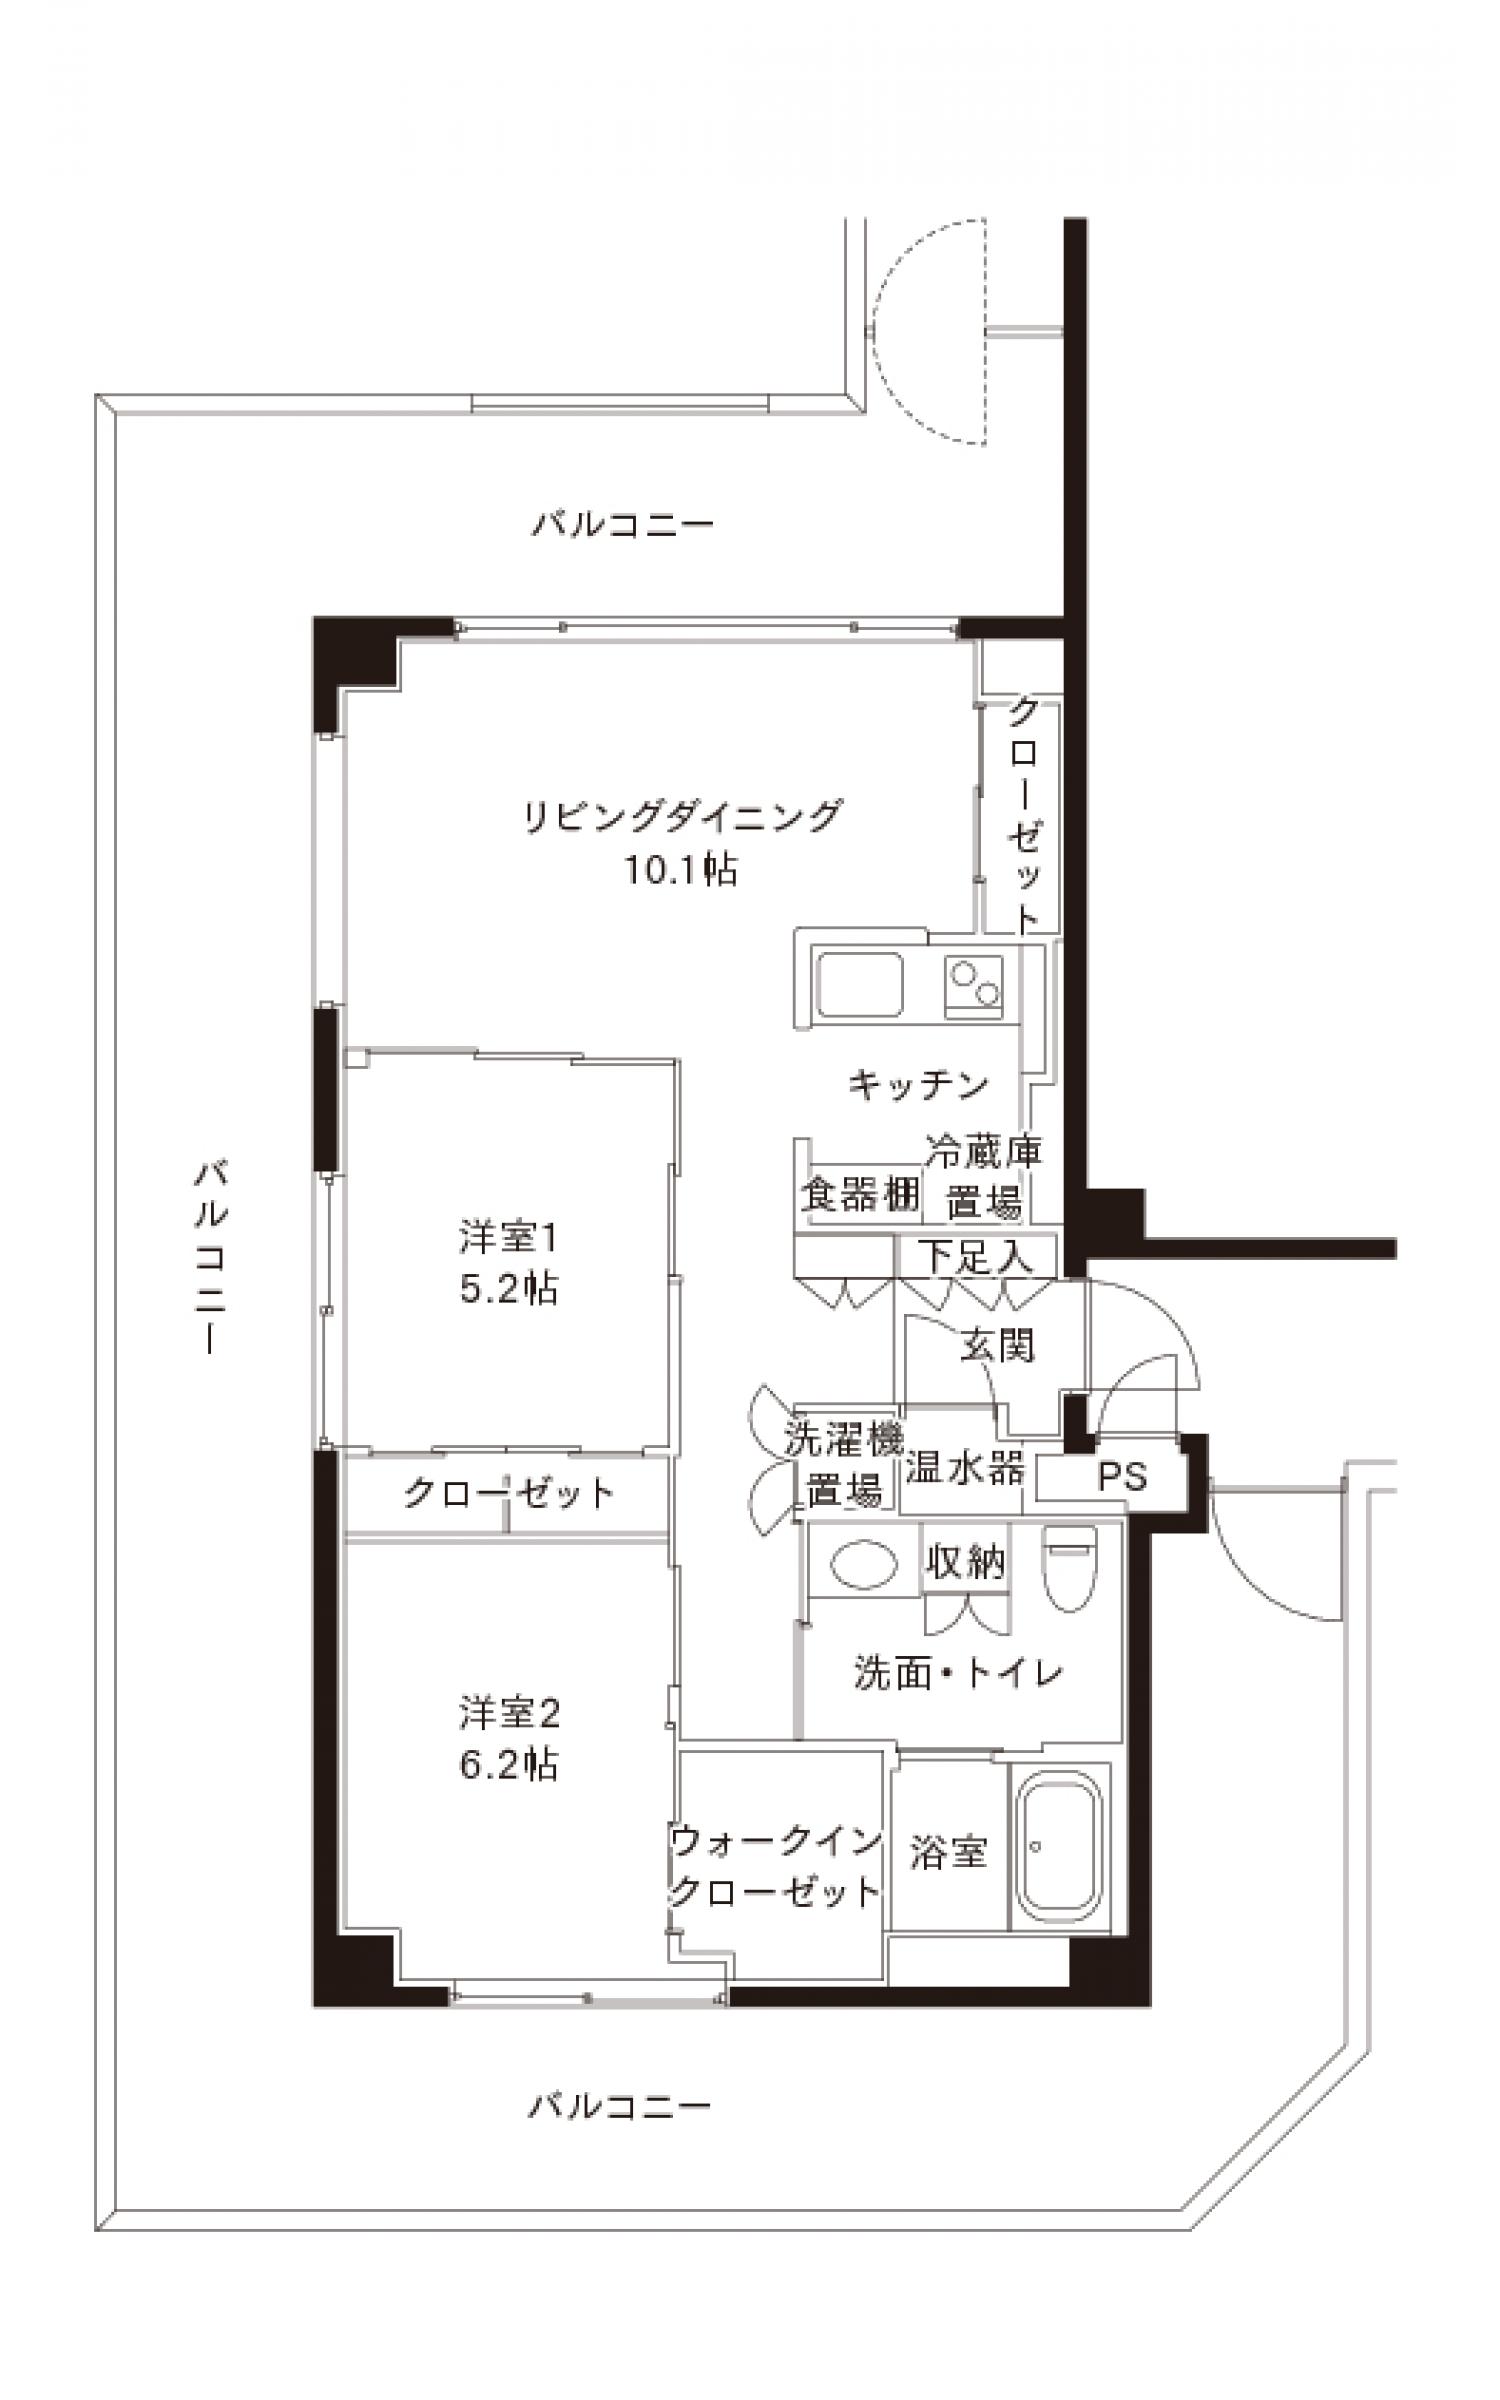 バルコニー
クローゼット
リビングダイニング
10.1帖
キッチン
冷蔵庫
置場
食器棚
バルコニー
洋室1
5.2帖
下足入
玄関
洗濯機
置場
温水器
PS
クローゼット
収納
洗面・トイレ
洋室2
6.2帖
ウォークイン
クローゼット
浴室
バルコニー